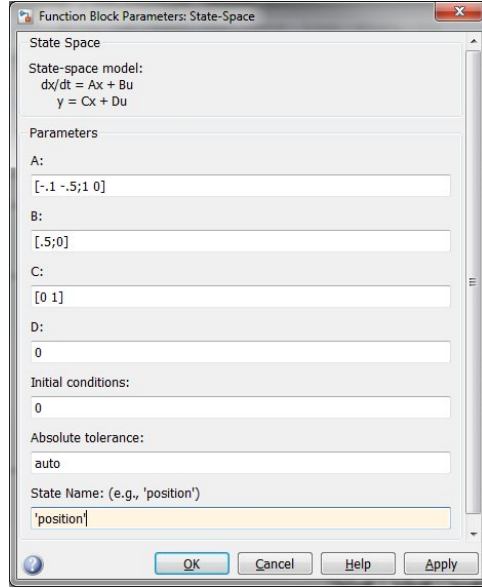 Function Block Parameters: State-Space
State Space
State-space model:
dx/dt = Ax + Bu
y = Cx + Du
Parameters
A:
[-.1 -.5;1 0]
B:
[.5;0]
C:
[0 1]
D:
0
Initial conditions:
0
Absolute tolerance:
auto
State Name: (e.g., 'position')
'position'
OK Cancel Help Apply